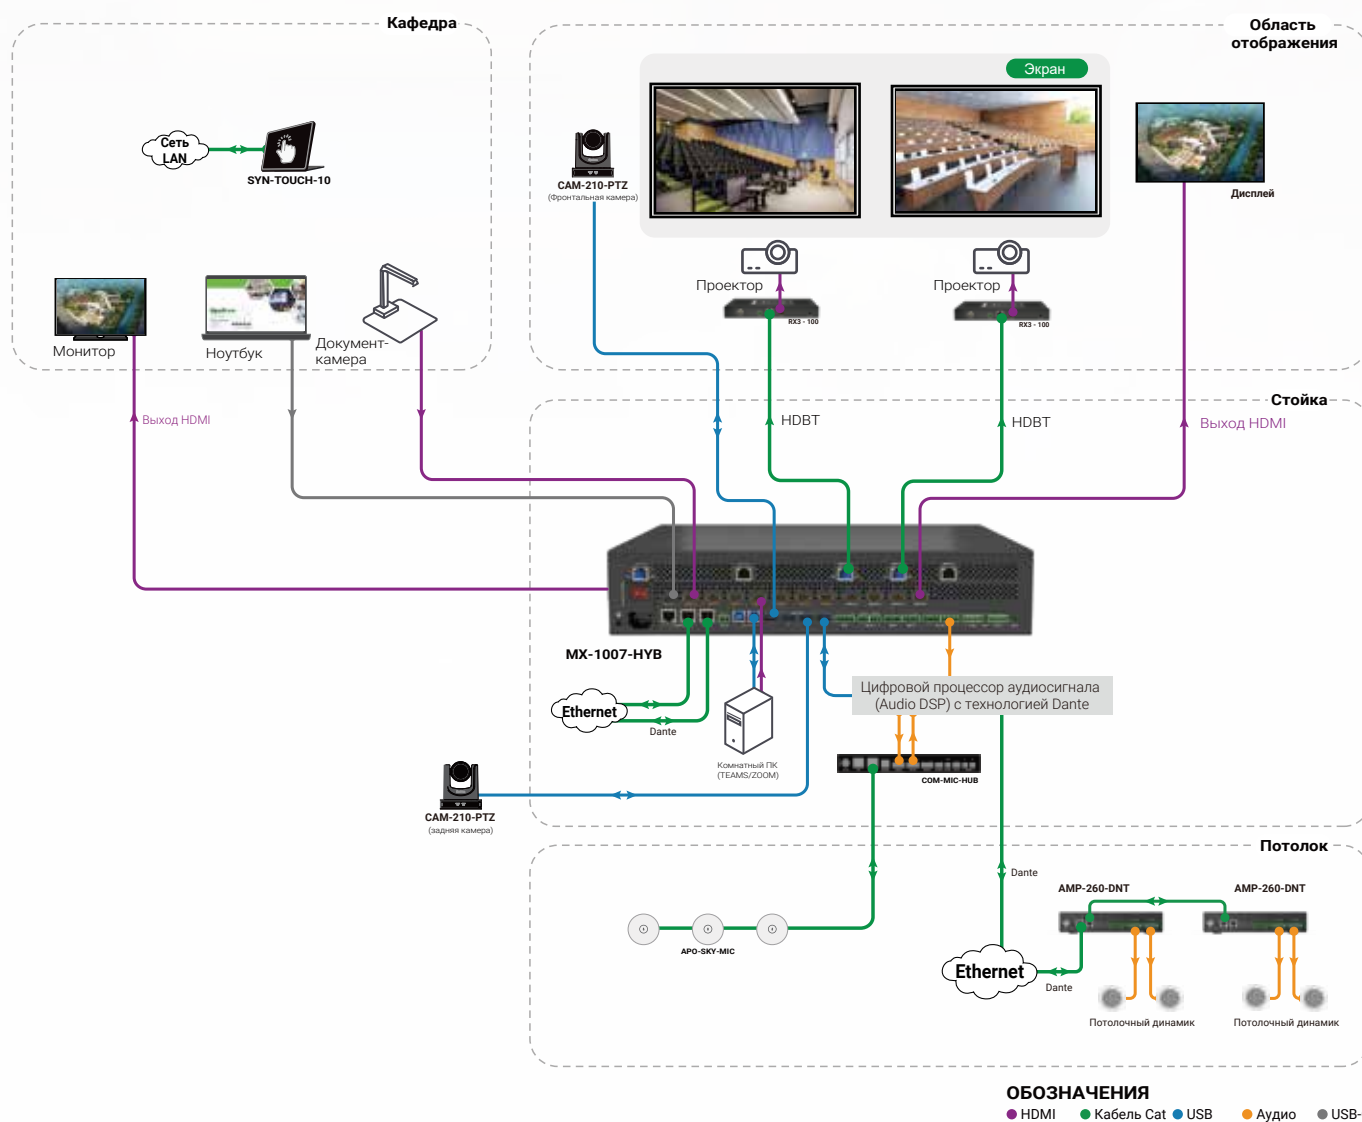 Кафедра
Область
отображения
Экран
Сеть
LAN
SYN-TOUCH-10
CAM-210-PTZ
(Фронтальная камера)
Дисплей
Проектор
RX3 - 100
Проектор
RX3 - 100
Монитор
Ноутбук
Документ-
камера
Стойка
Выход HDMI
HDBT
HDBT
Выход HDMI
MX-1007-HYB
Ethernet
Dante
Комнатный ПК
(TEAMS/ZOOM)
Цифровой процессор аудиосигнала
(Audio DSP) с технологией Dante
COM-MIC-HUB
CAM-210-PTZ
(задняя камера)
Потолок
Dante
AMP-260-DNT
AMP-260-DNT
APO-SKY-MIC
Ethernet
Dante
Потолочный динамик
Потолочный динамик
ОБОЗНАЧЕНИЯ
HDMI Кабель Cat USB Аудио USB-